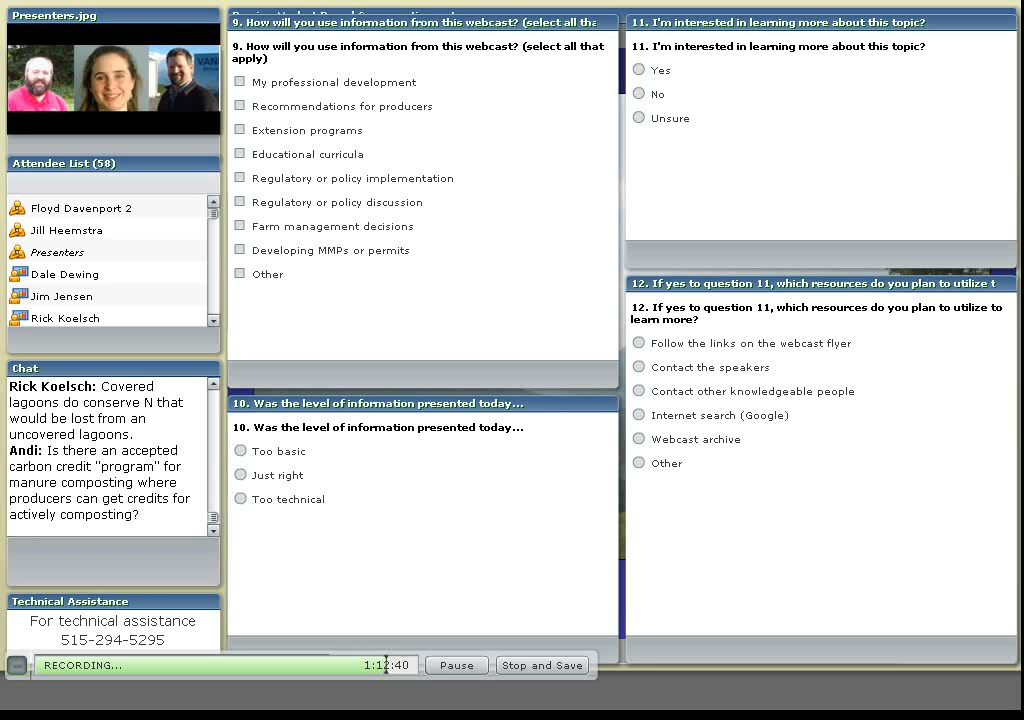 Presenters.jpg
VAN
Attendee List (58)
Floyd Davenport 2
Jill Heemstra
Presenters
Dale Dewing
Jim Jensen
Rick Koelsch
Chat
Rick Koelsch: Covered
lagoons do conserve N that
would be lost from an
uncovered lagoons.
Andi: Is there an accepted
carbon credit "program" for
manure composting where
producers can get credits for
actively composting?
Technical Assistance
For technical assistance
515-294-5295
RECORDING...
1:12:40
Pause
Stop and Save
9. How will you use information from this webcast? (select all tha
9. How will you use information from this webcast? (select all that
apply)
My professional development
Recommendations for producers
Extension programs
Educational curricula
Regulatory or policy implementation
Regulatory or policy discussion
Farm management decisions
Developing MMPs or permits
Other
10. Was the level of information presented today...
10. Was the level of information presented today...
Too basic
Just right
Too technical
11. I'm interested in learning more about this topic?
11. I'm interested in learning more about this topic?
Yes
No
Unsure
12. If yes to question 11, which resources do you plan to utilize t
12. If yes to question 11, which resources do you plan to utilize to
learn more?
Follow the links on the webcast flyer
Contact the speakers
Contact other knowledgeable people
Internet search (Google)
Webcast archive
Other